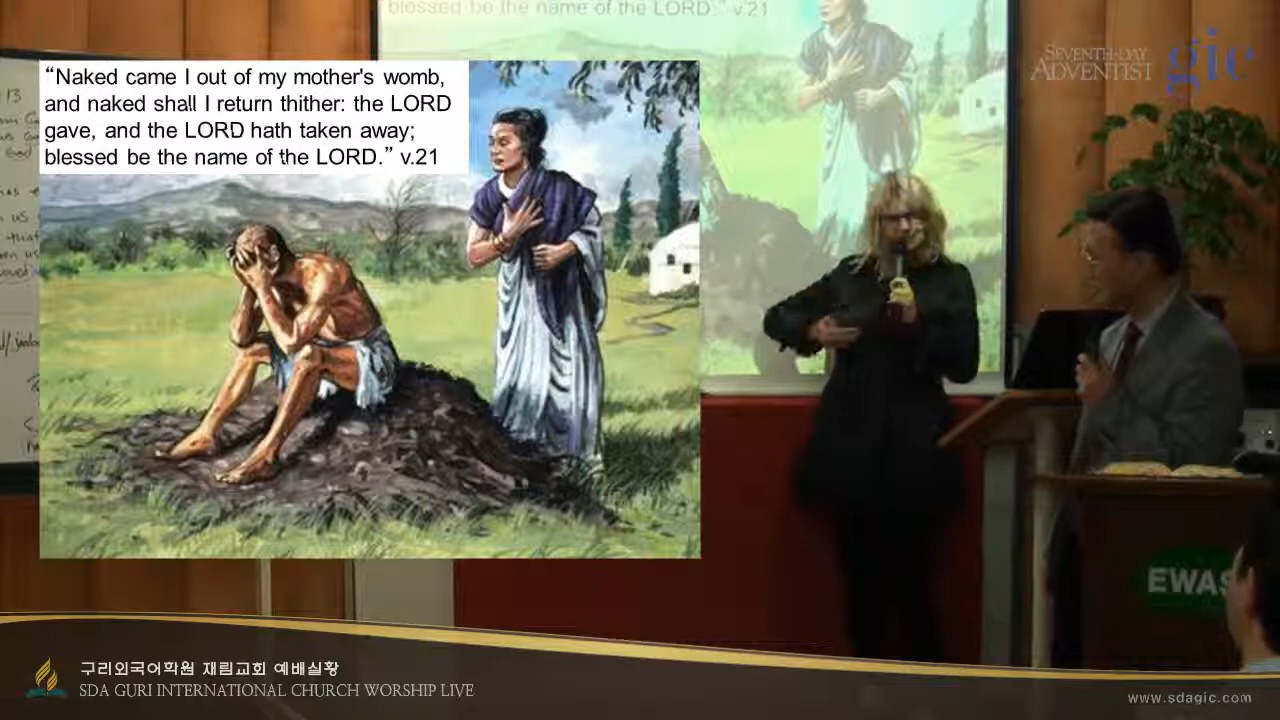 blessed be the name of the LORD.” v.21
“Naked came I out of my mother's womb,
and naked shall I return thither: the LORD
gave, and the LORD hath taken away;
blessed be the name of the LORD.” v.21
SEVENTH-DAY
ADVENTIST
gic
13
EWAS
구리외국어학원 재림교회 예배실황
SDA GURI INTERNATIONAL CHURCH WORSHIP LIVE
www.sdagic.com